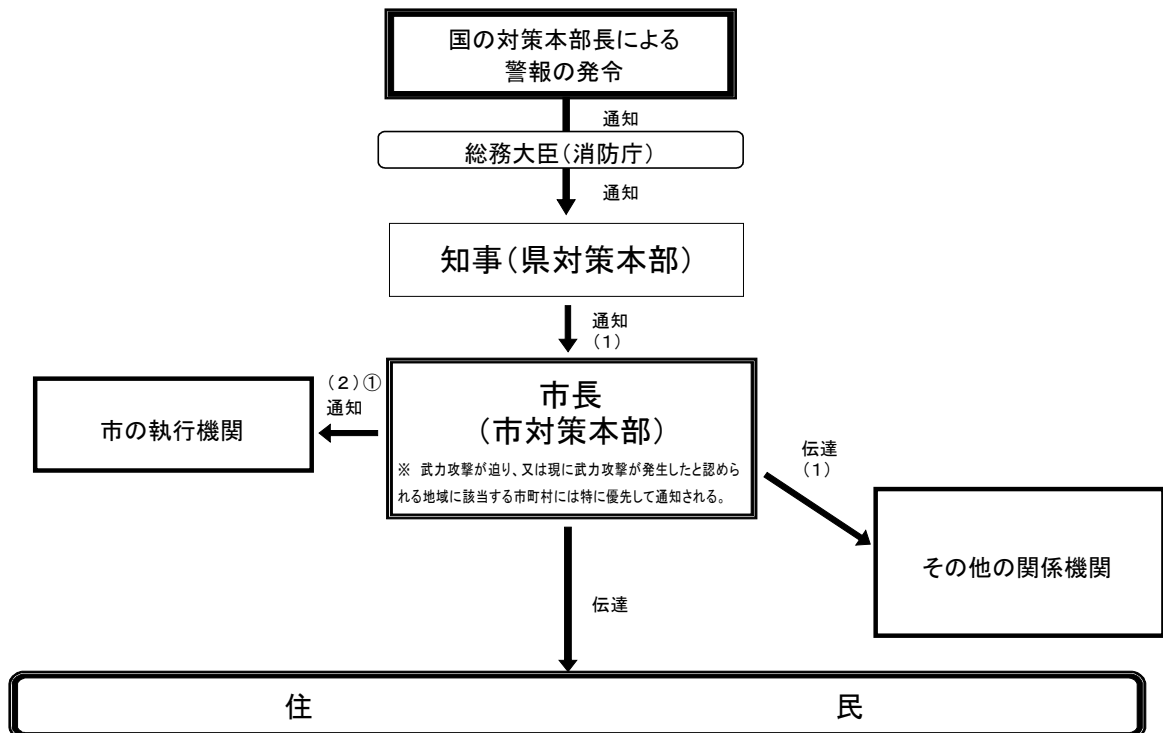 国の対策本部長による
警報の発令
通知
総務大臣(消防庁)
通知
知事(県対策本部)
通知
(1)
(2)①
通知
市の執行機関
市長
(市対策本部)
※ 武力攻撃が迫り、又は現に武力攻撃が発生したと認めら
れる地域に該当する市町村には特に優先して通知される。
伝達
(1)
その他の関係機関
伝達
住 民